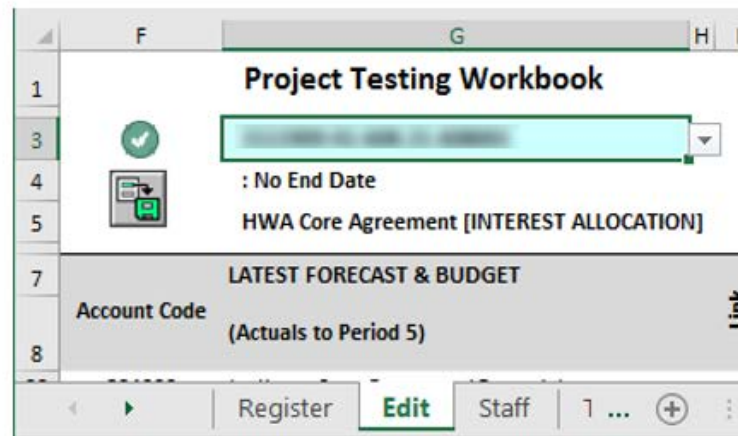 F G H
1 Project Testing Workbook
3
4 : No End Date
5 HWA Core Agreement [INTEREST ALLOCATION]
7 LATEST FORECAST & BUDGET
Account Code
Link
8 (Actuals to Period 5)
Register Edit Staff ...